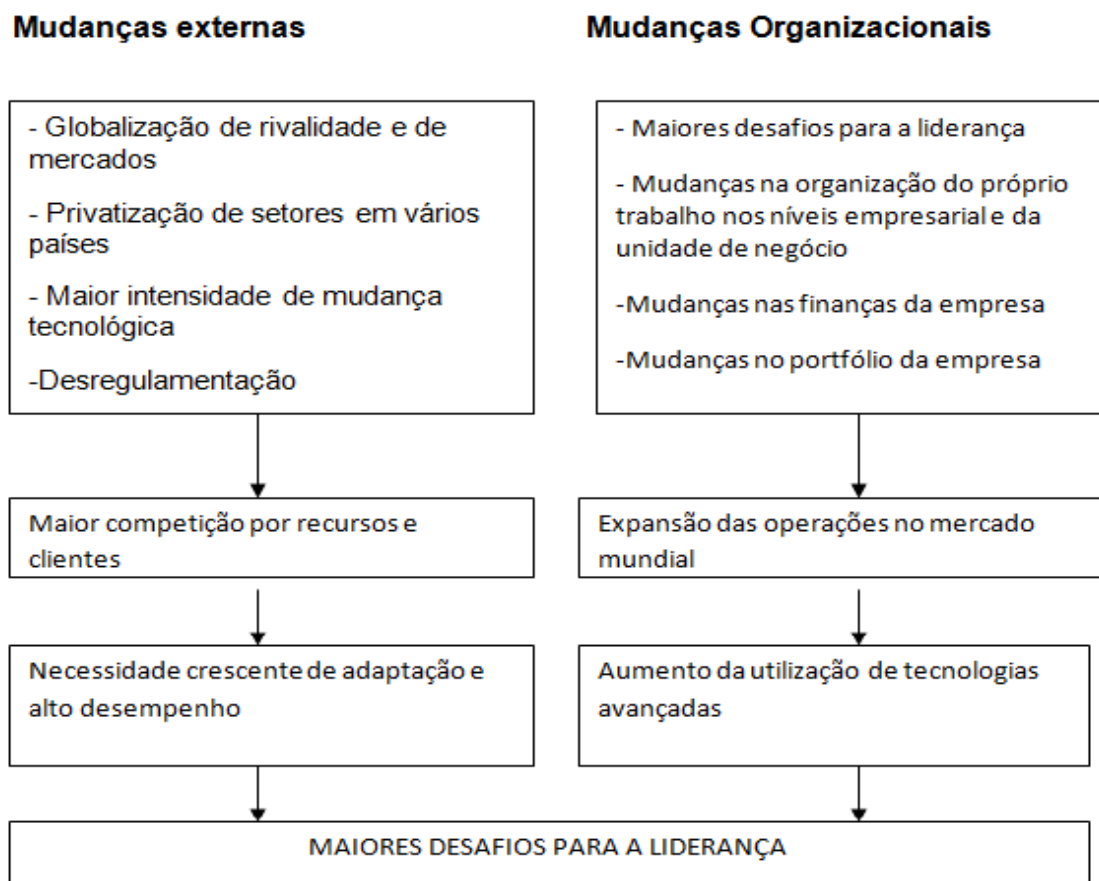 Mudanças externas
Mudanças Organizacionais
- Globalização de rivalidade e de
mercados
- Privatização de setores em vários
países
- Maior intensidade de mudança
tecnológica
-Desregulamentação
- Maiores desafios para a liderança
- Mudanças na organização do próprio
trabalho nos níveis empresarial e da
unidade de negócio
-Mudanças nas finanças da empresa
-Mudanças no portfólio da empresa
Maior competição por recursos e
clientes
Expansão das operações no mercado
mundial
Necessidade crescente de adaptação e
alto desempenho
Aumento da utilização de tecnologias
avançadas
MAIORES DESAFIOS PARA A LIDERANÇA